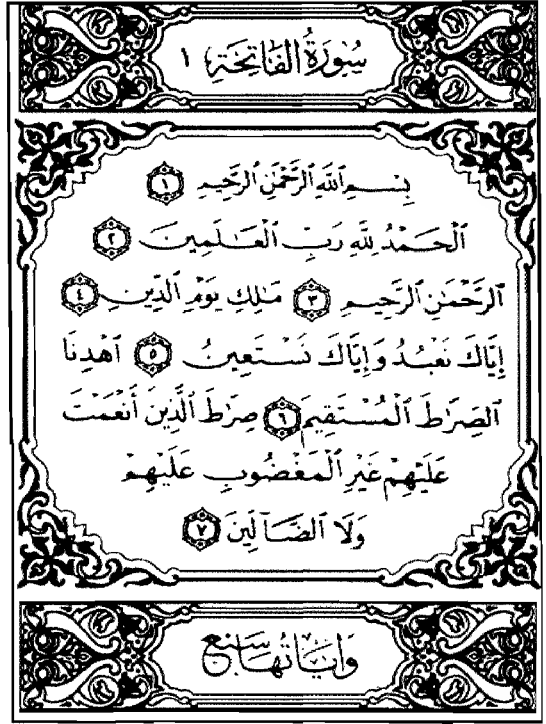 سُورَةُ الفَاتِحَةِ ١
بِسْمِ ٱللَّهِ ٱلرَّحْمَٰنِ ٱلرَّحِيمِ ١
ٱلْحَمْدُ لِلَّهِ رَبِّ ٱلْعَٰلَمِينَ ٢
ٱلرَّحْمَٰنِ ٱلرَّحِيمِ ٣ مَٰلِكِ يَوْمِ ٱلدِّينِ ٤
إِيَّاكَ نَعْبُدُ وَإِيَّاكَ نَسْتَعِينُ ٥ ٱهْدِنَا
ٱلصِّرَٰطَ ٱلْمُسْتَقِيمَ ٦ صِرَٰطَ ٱلَّذِينَ أَنْعَمْتَ
عَلَيْهِمْ غَيْرِ ٱلْمَغْضُوبِ عَلَيْهِمْ
وَلَا ٱلضَّآلِّينَ ٧
وَآيَاتُهَا سَبْعٌ